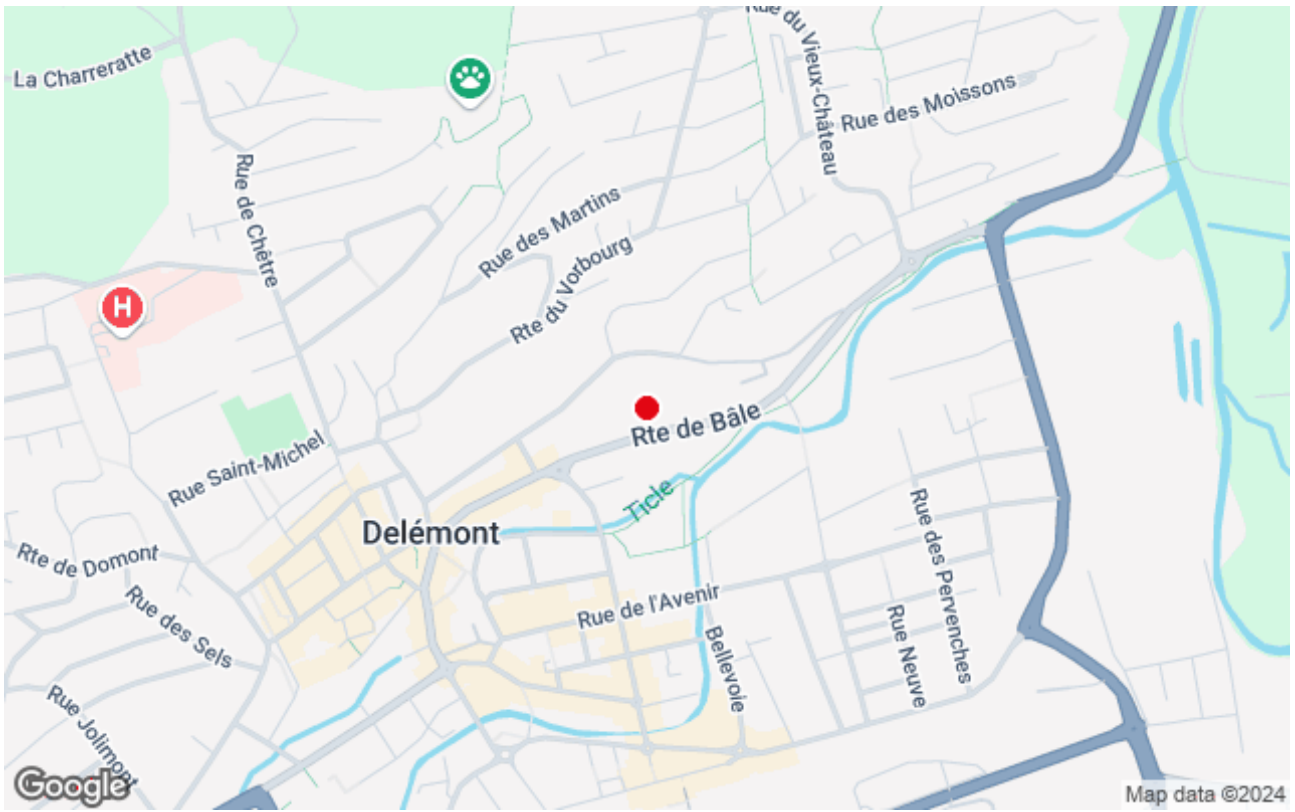 La Charreratte
Rue du Vieux-Château
Rue des Moissons
Rue de Chêtre
Rue des Martins
Rte du Vorbourg
H
Rte de Bâle
Rue Saint-Michel
Ticle
Delémont
Rue des Pervenches
Rte de Domont
Rue de l'Avenir
Rue des Sels
Bellevoie
Rue Neuve
Rue Jolimont
Google
Map data ©2024